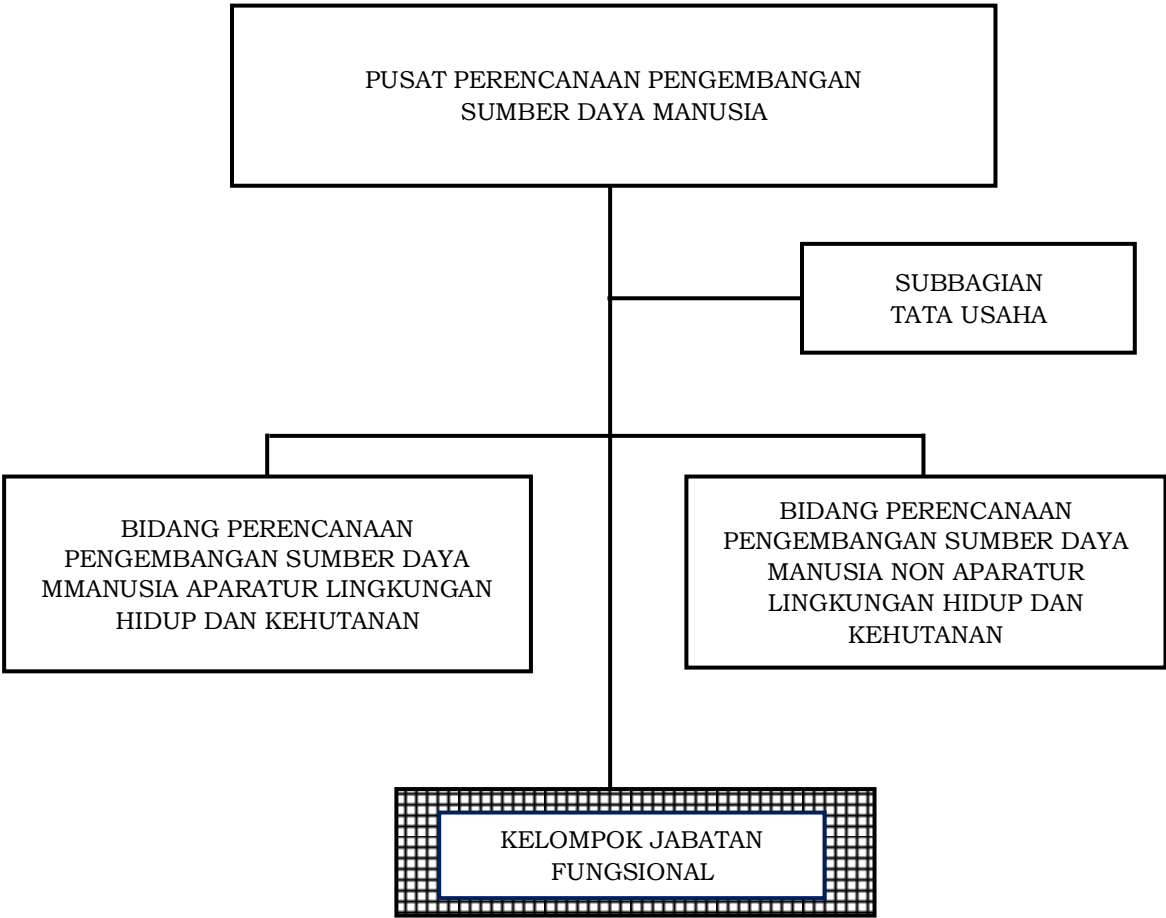 PUSAT PERENCANAAN PENGEMBANGAN
SUMBER DAYA MANUSIA
SUBBAGIAN
TATA USAHA
BIDANG PERENCANAAN
PENGEMBANGAN SUMBER DAYA
MMANUSIA APARATUR LINGKUNGAN
HIDUP DAN KEHUTANAN
BIDANG PERENCANAAN
PENGEMBANGAN SUMBER DAYA
MANUSIA NON APARATUR
LINGKUNGAN HIDUP DAN
KEHUTANAN
KELOMPOK JABATAN
FUNGSIONAL